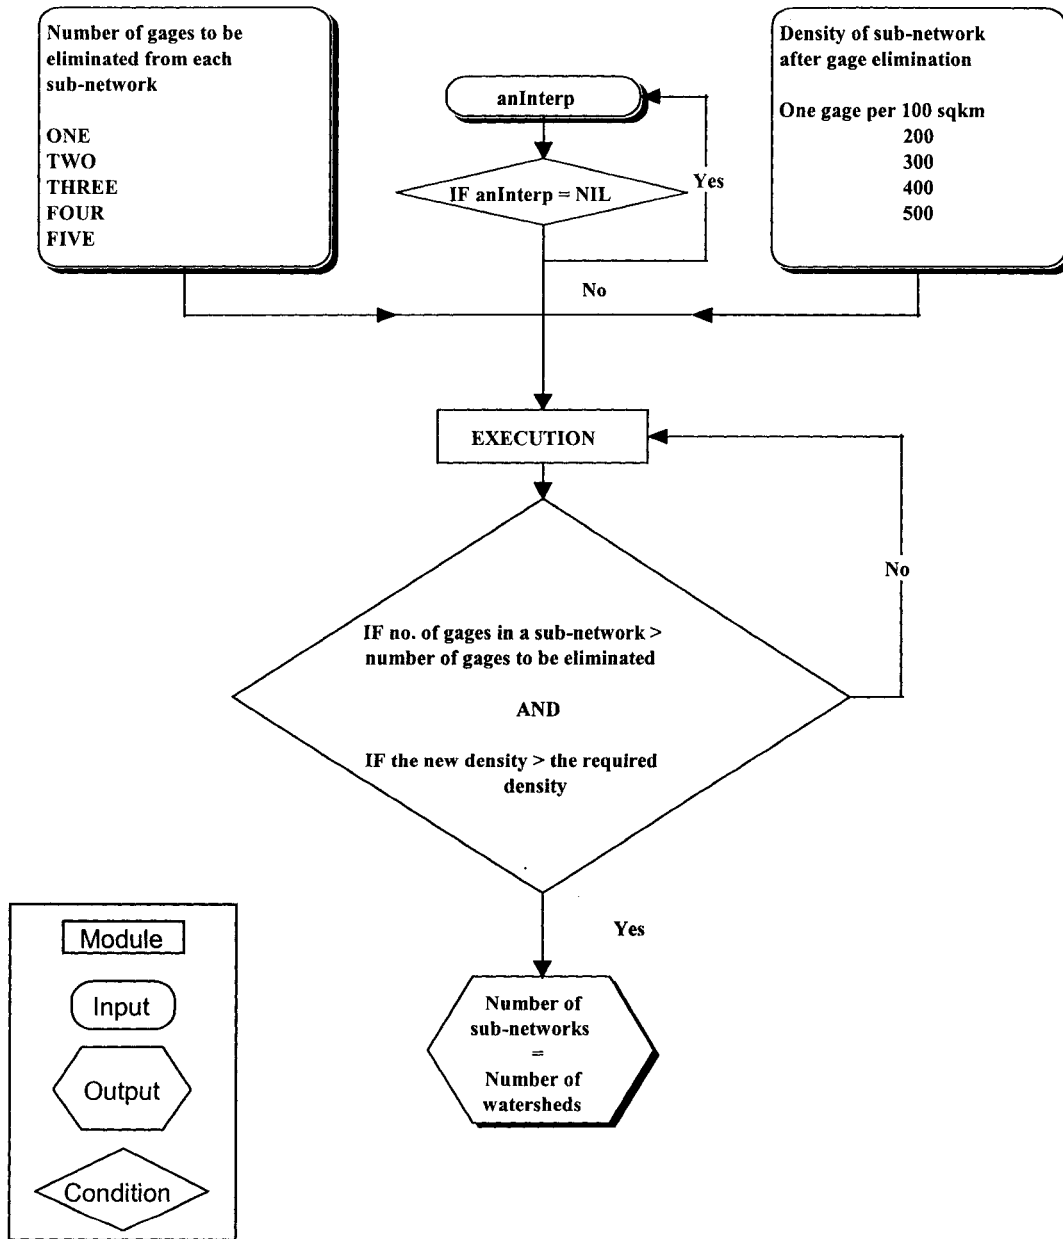 Number of gages to be
eliminated from each
sub-network
ONE
TWO
THREE
FOUR
FIVE
anInterp
IF anInterp = NIL
Yes
No
Density of sub-network
after gage elimination
One gage per 100 sqkm
200
300
400
500
EXECUTION
No
IF no. of gages in a sub-network >
number of gages to be eliminated
AND
IF the new density > the required
density
Yes
Number of
sub-networks
=
Number of
watersheds
Module
Input
Output
Condition